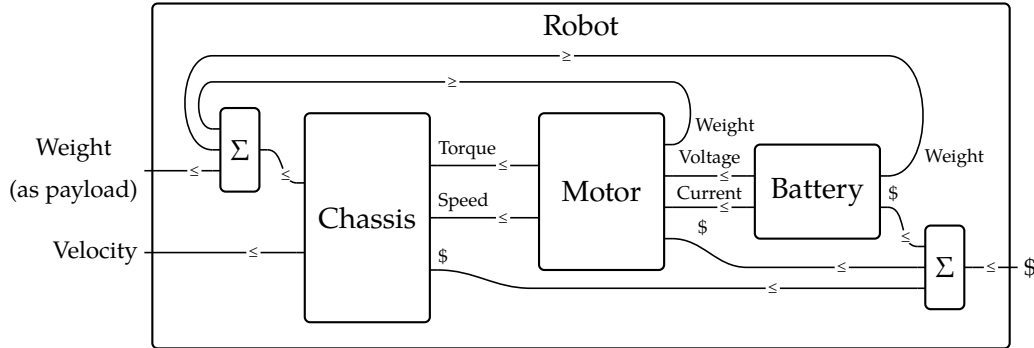 Robot
≥
≥
Weight
(as payload)
≤
Σ
≤
Velocity
≤
Chassis
Torque
≤
Speed
≤
$
≤
Motor
Weight
Voltage
≤
Current
≤
$
≤
Battery
Weight
$
≤
Σ
≤
$